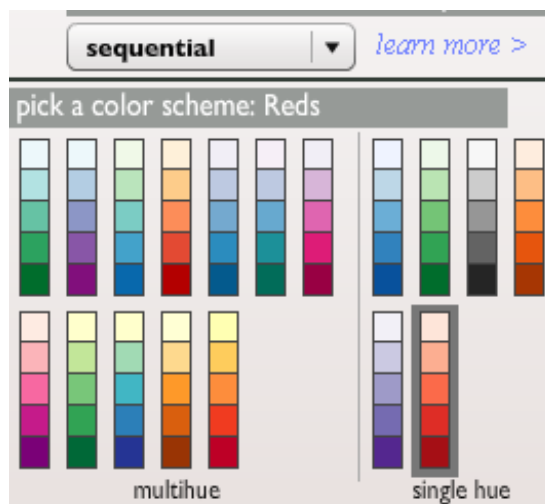 sequential
learn more >
pick a color scheme: Reds
multihue
single hue